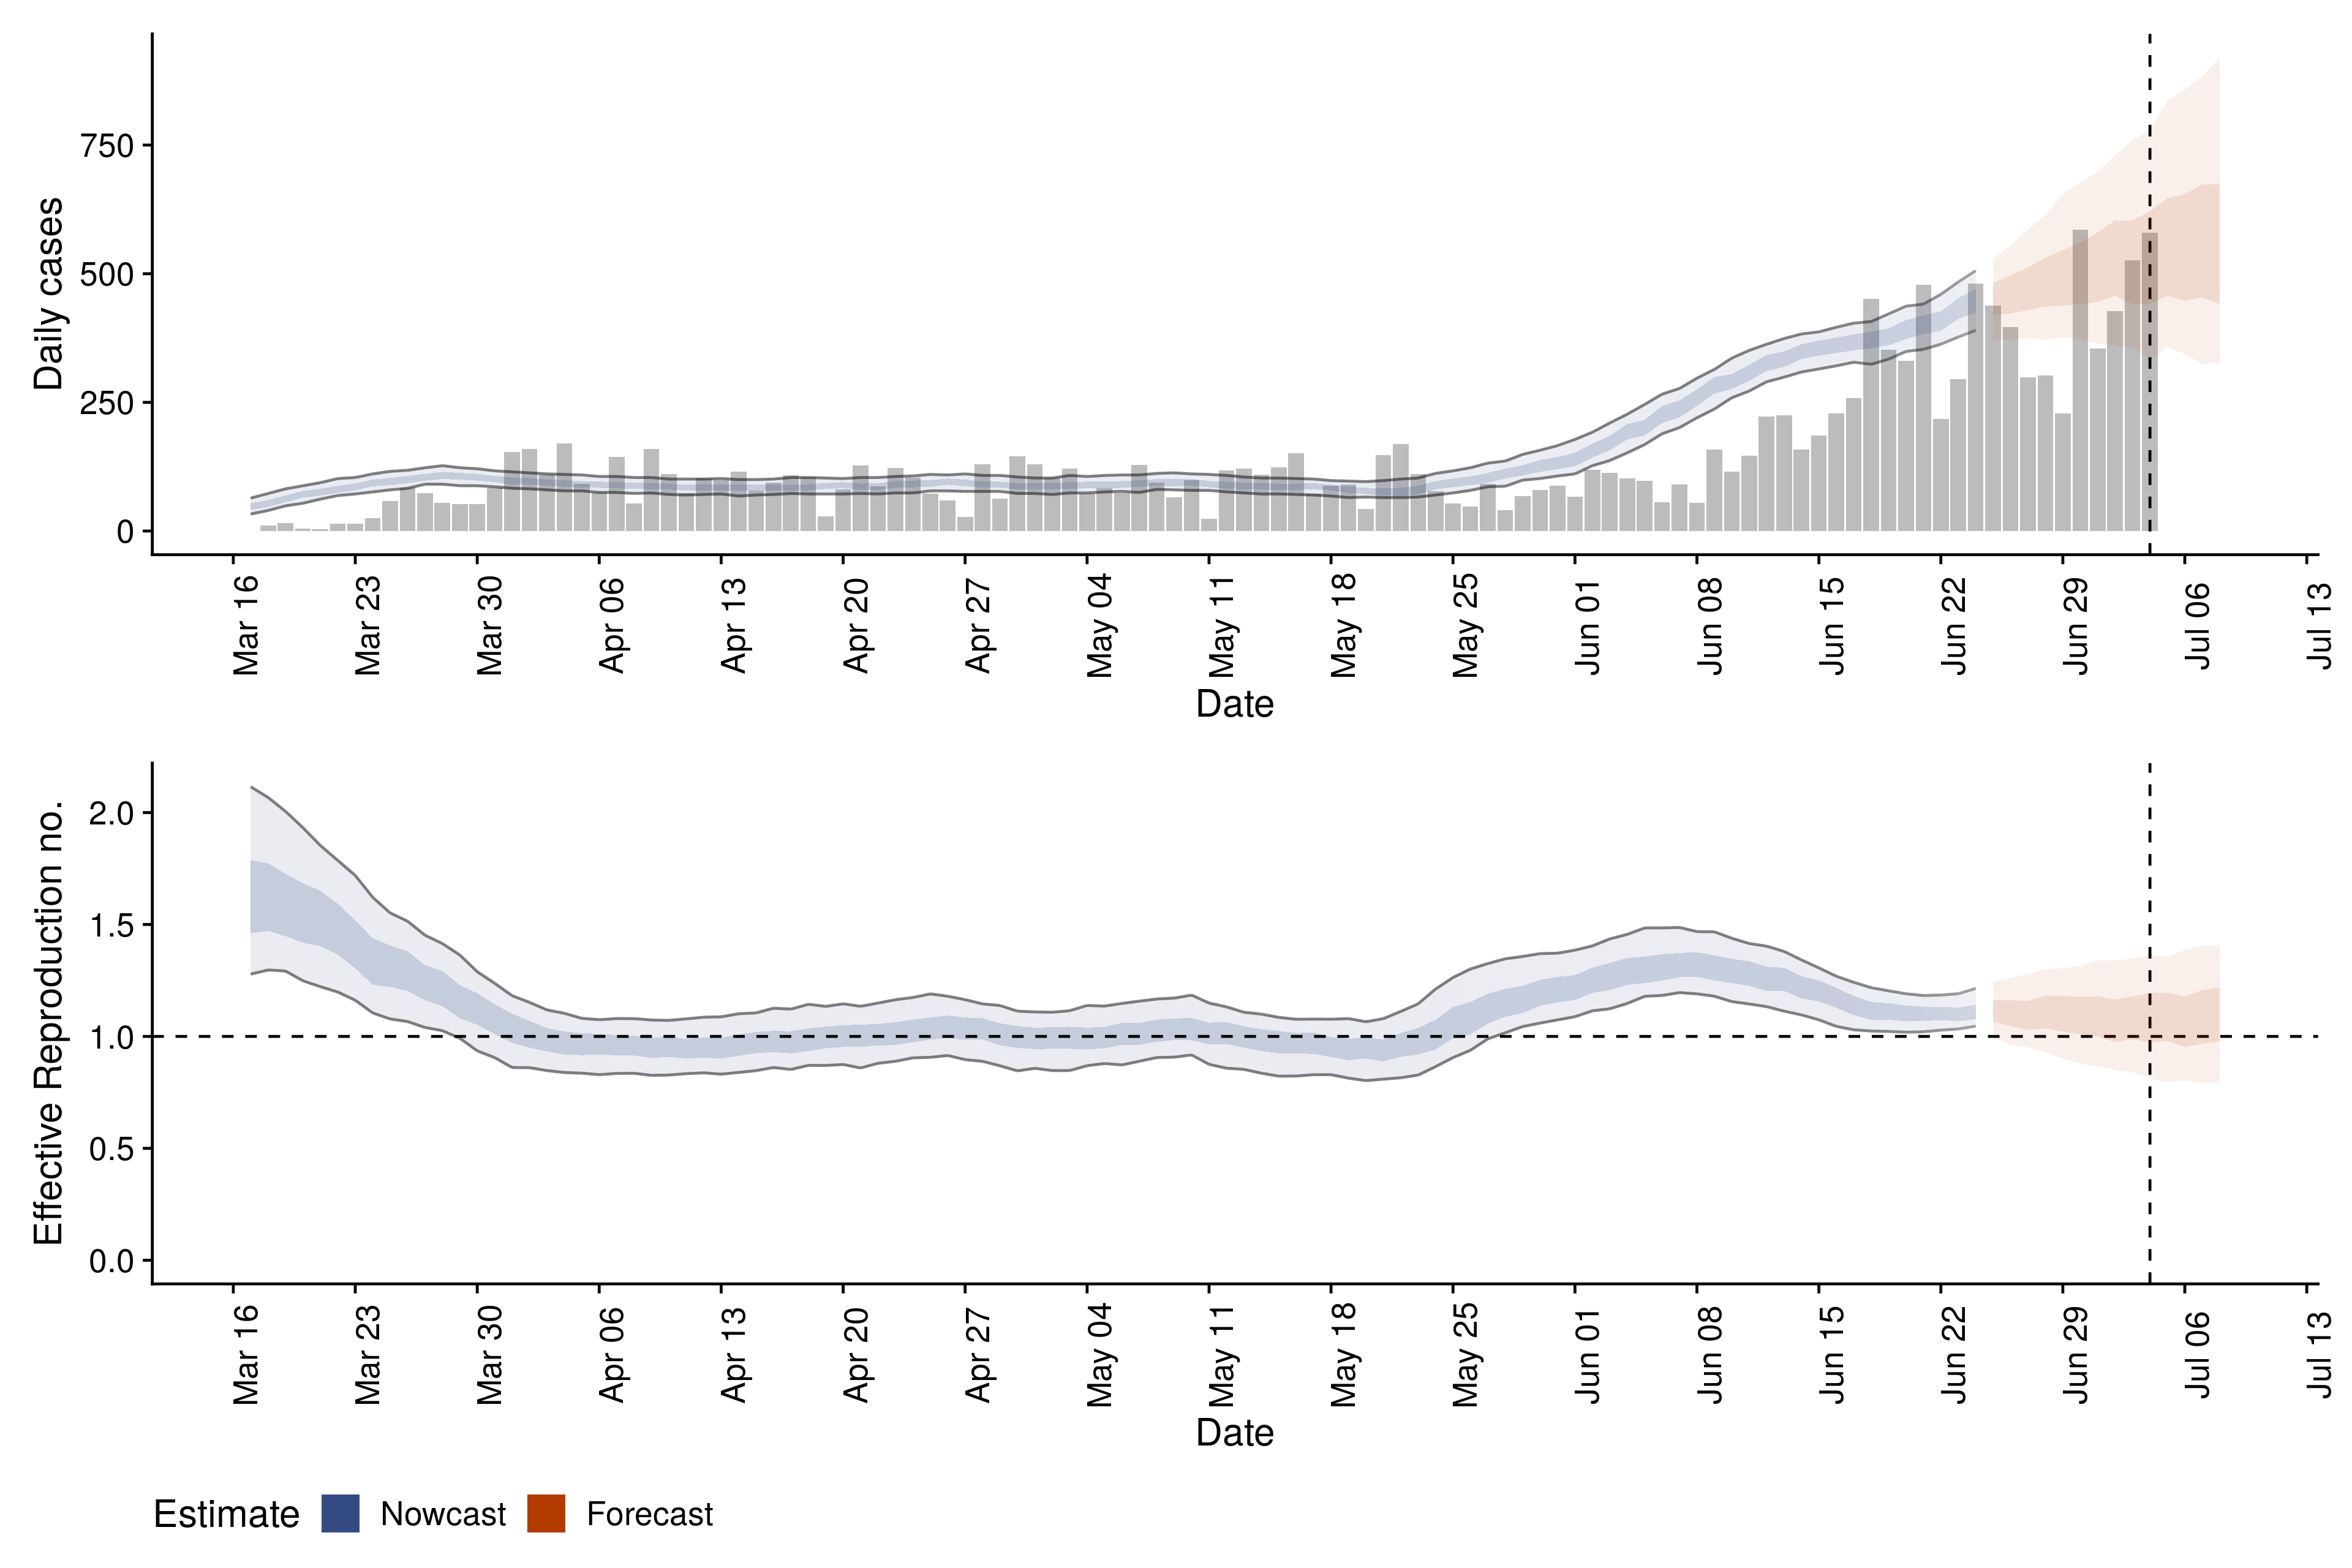 Daily cases
750
500
250
0
Mar 16
Mar 23
Mar 30
Apr 06
Apr 13
Apr 20
Apr 27
May 04
May 11
May 18
May 25
Jun 01
Jun 08
Jun 15
Jun 22
Jun 29
Jul 06
Jul 13
Date
Effective Reproduction no.
2.0
1.5
1.0
0.5
0.0
Mar 16
Mar 23
Mar 30
Apr 06
Apr 13
Apr 20
Apr 27
May 04
May 11
May 18
May 25
Jun 01
Jun 08
Jun 15
Jun 22
Jun 29
Jul 06
Jul 13
Date
Estimate Nowcast Forecast